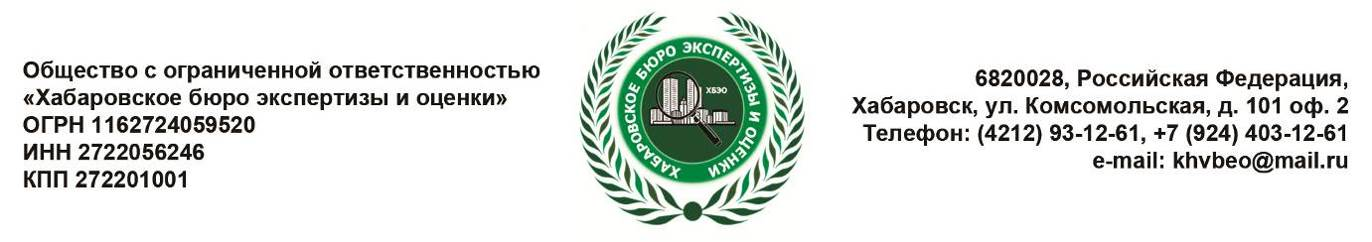 Общество с ограниченной ответственностью
«Хабаровское бюро экспертизы и оценки»
ОГРН 1162724059520
ИНН 2722056246
КПП 272201001
ХАБАРОВСКОЕ БЮРО ЭКСПЕРТИЗЫ И ОЦЕНКИ
ХБЭО
6820028, Российская Федерация,
Хабаровск, ул. Комсомольская, д. 101 оф. 2
Телефон: (4212) 93-12-61, +7 (924) 403-12-61
e-mail: khvbeo@mail.ru